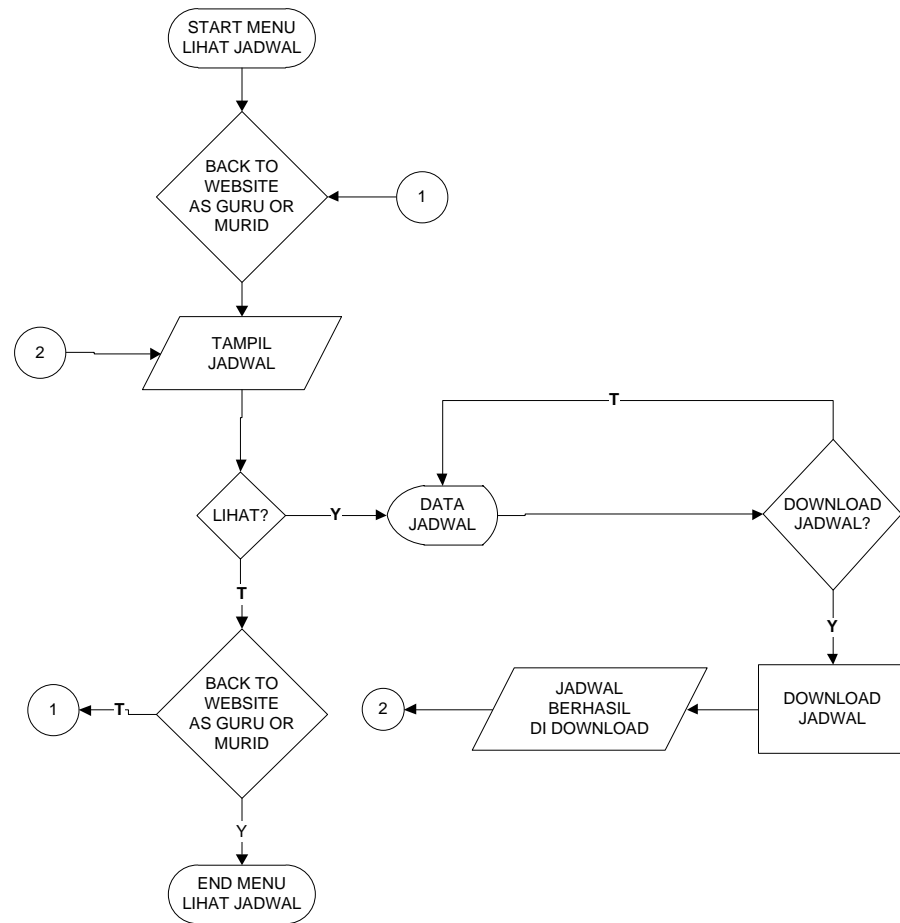 START MENU
LIHAT JADWAL
BACK TO
WEBSITE
AS GURU OR
MURID
1
2
TAMPIL
JADWAL
T
LIHAT?
Y
DATA
JADWAL
DOWNLOAD
JADWAL?
T
Y
BACK TO
WEBSITE
AS GURU OR
MURID
T
1
2
JADWAL
BERHASIL
DI DOWNLOAD
DOWNLOAD
JADWAL
Y
END MENU
LIHAT JADWAL